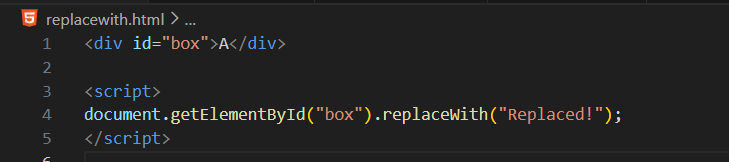 replacewith.html > ...
1 <div id="box">A</div>
2
3 <script>
4 document.getElementById("box").replaceWith("Replaced!");
5 </script>
6